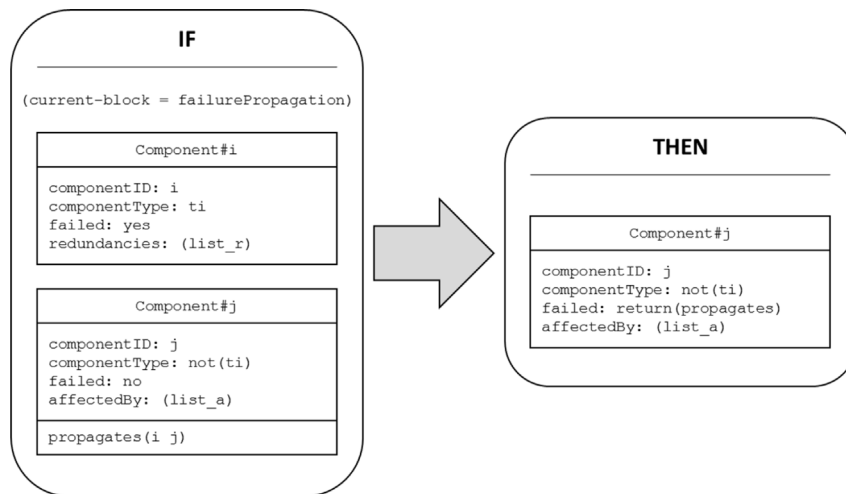 IF
(current-block = failurePropagation)
Component#i
componentID: i
componentType: ti
failed: yes
redundancies: (list_r)
Component#j
componentID: j
componentType: not(ti)
failed: no
affectedBy: (list_a)
propagates(i j)
THEN
Component#j
componentID: j
componentType: not(ti)
failed: return(propagates)
affectedBy: (list_a)